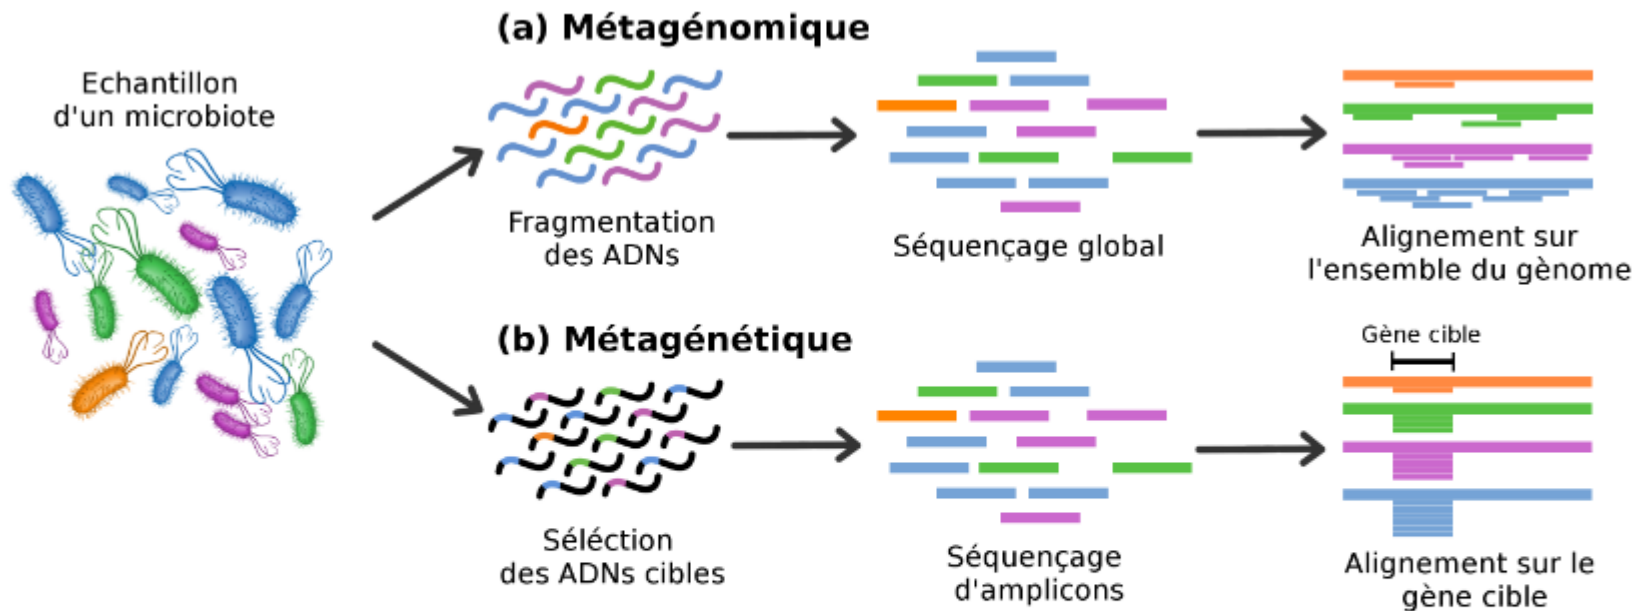 Echantillon
d'un microbiote
(a) Métagénomique
Fragmentation
des ADNs
Séquençage global
Alignement sur
l'ensemble du gènome
(b) Métagénétique
Séléction
des ADNs cibles
Séquençage
d'amplicons
Gène cible
Alignement sur le
gène cible